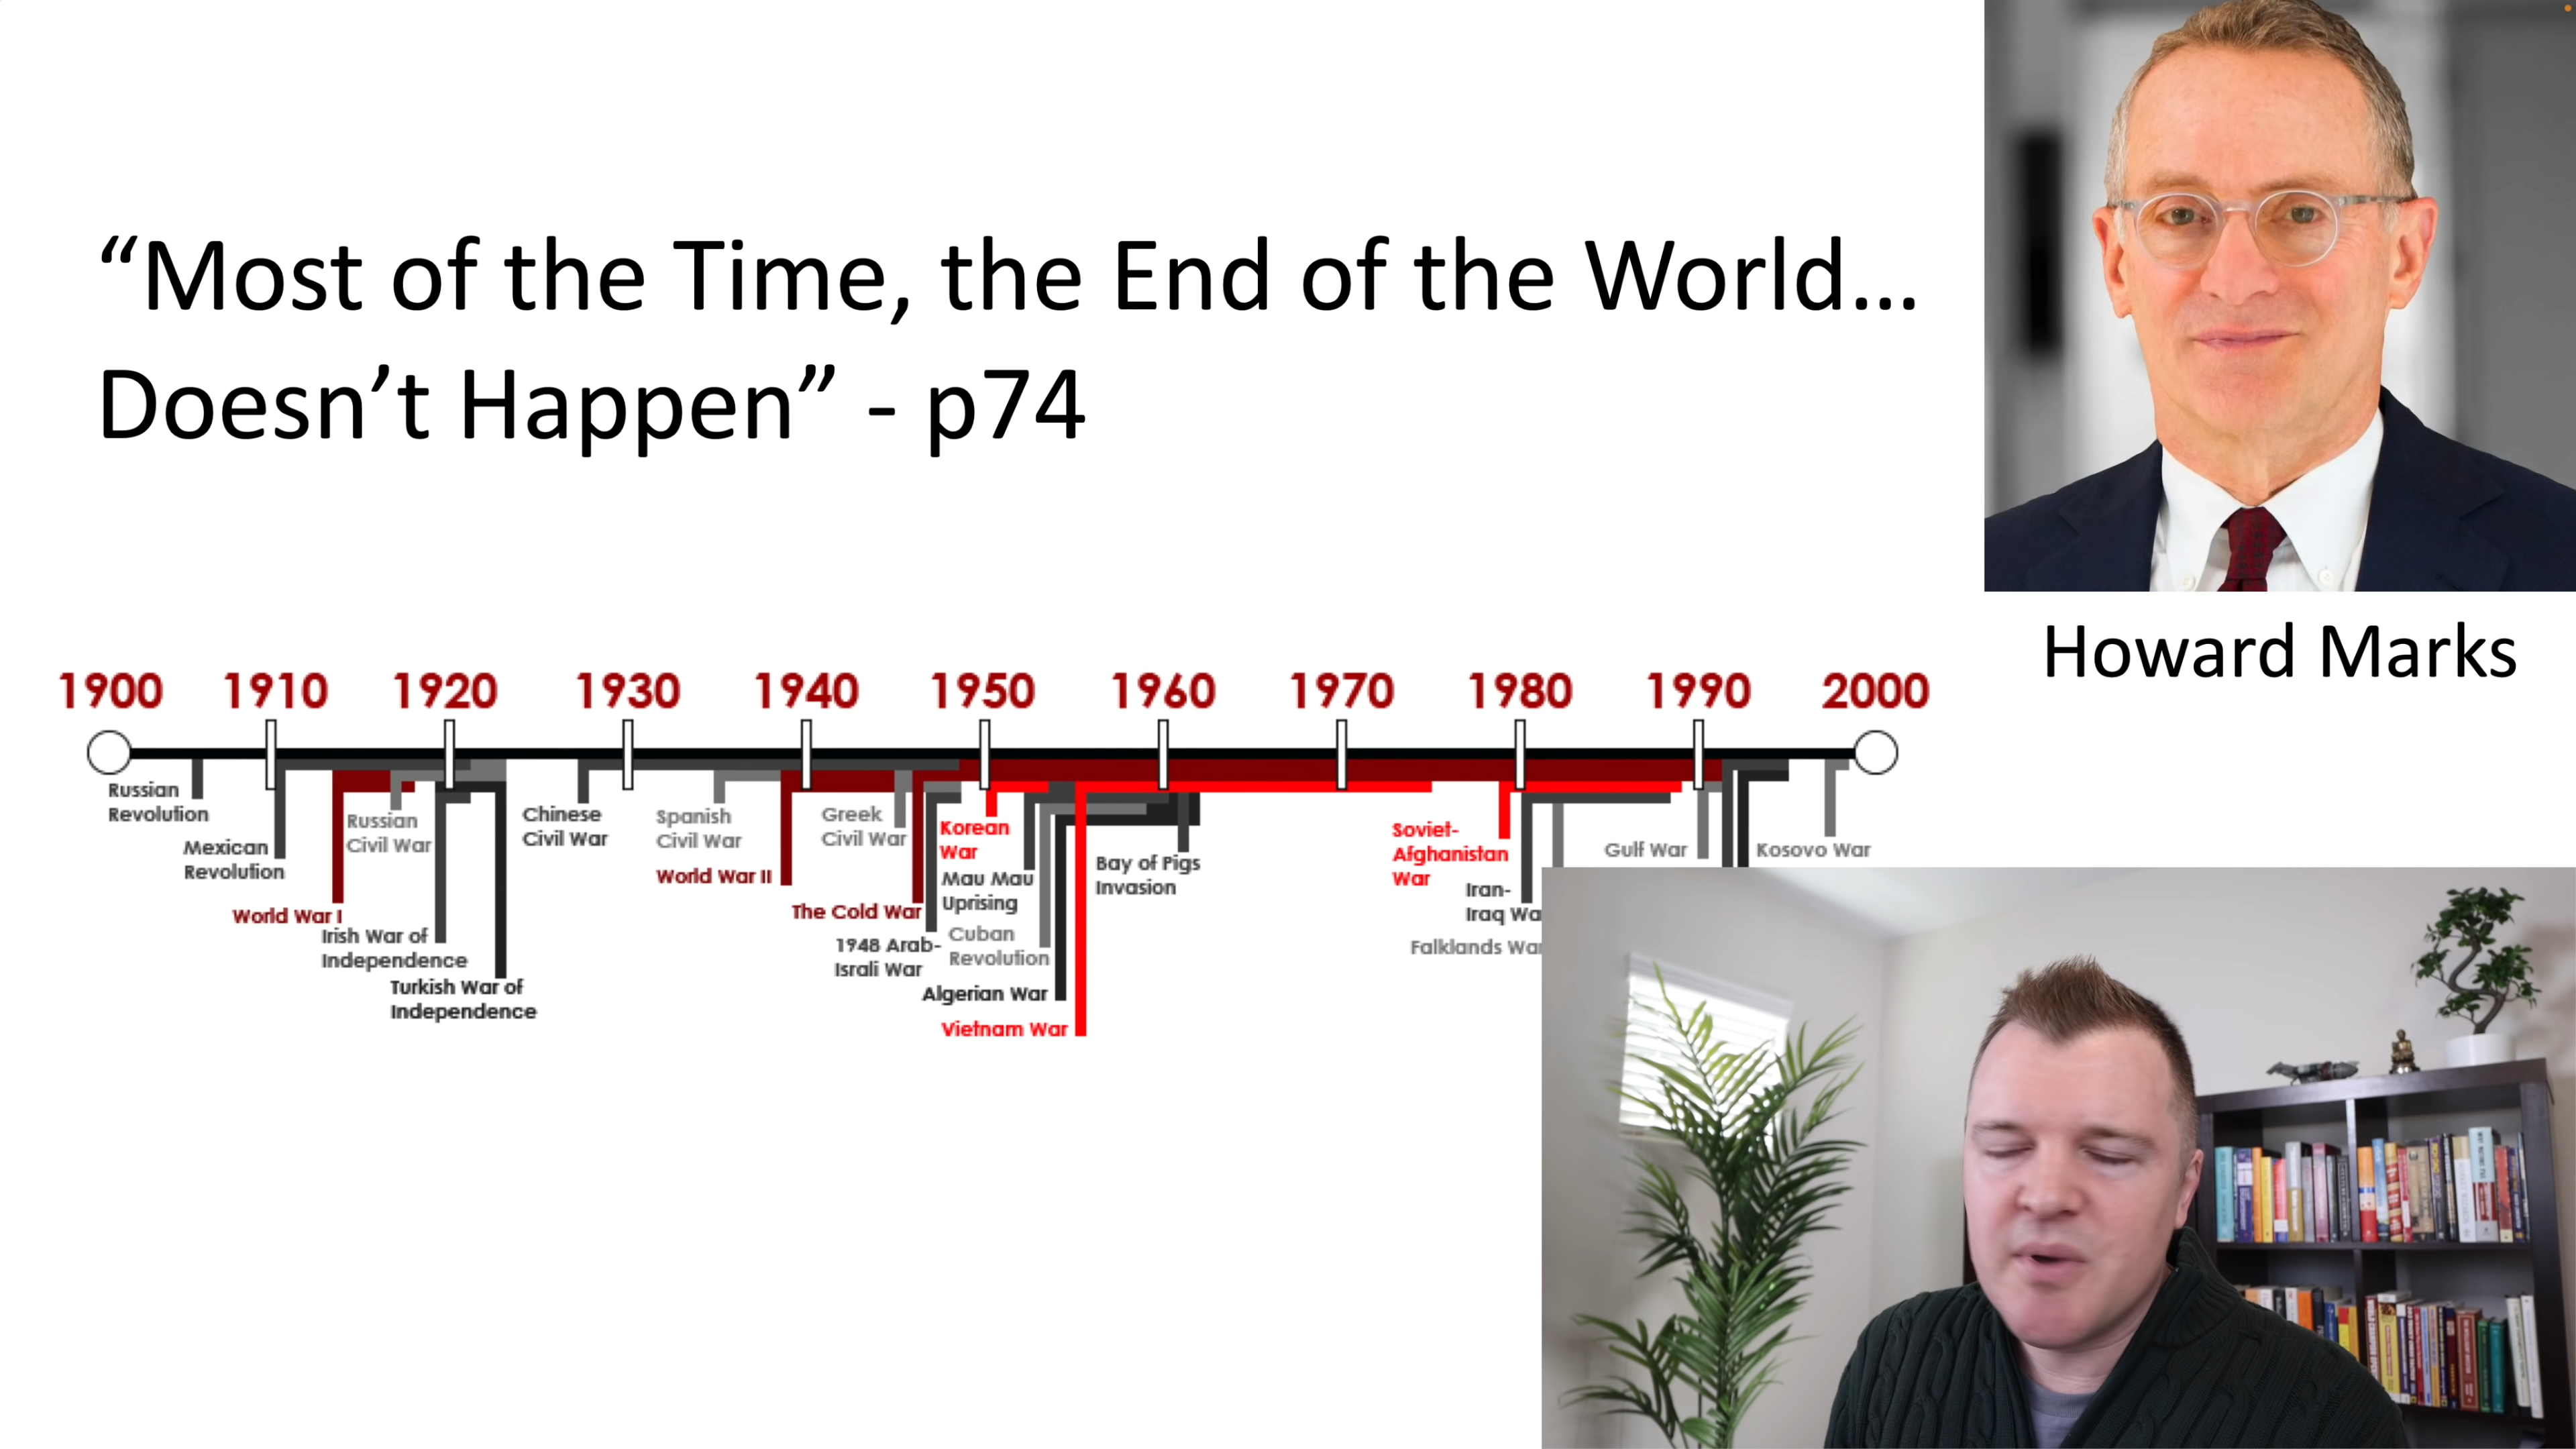 “Most of the Time, the End of the World...
Doesn’t Happen” - p74
Howard Marks
1900 1910 1920 1930 1940 1950 1960 1970 1980 1990 2000
Russian
Revolution
Mexican
Revolution
World War I
Russian
Civil War
Irish War of
Independence
Turkish War of
Independence
Chinese
Civil War
Spanish
Civil War
World War II
Greek
Civil War
The Cold War
1948 Arab-
Israli War
Korean
War
Mau Mau
Uprising
Cuban
Revolution
Algerian War
Vietnam War
Bay of Pigs
Invasion
Soviet-
Afghanistan
War
Iran-
Iraq Wa
Falklands Wa
Gulf War
Kosovo War